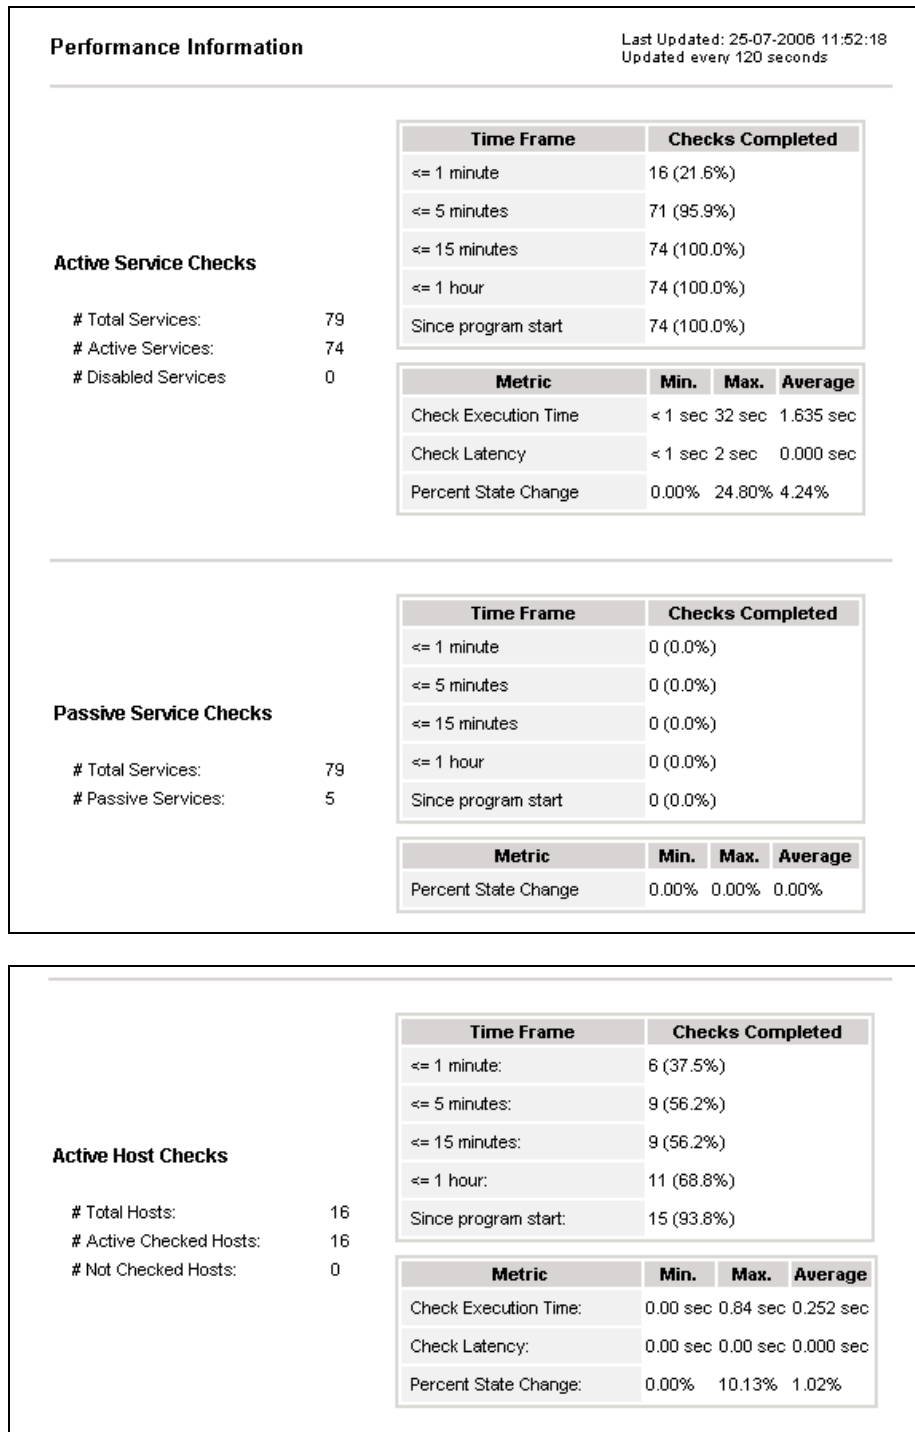 Performance Information
Last Updated: 25-07-2006 11:52:18
Updated every 120 seconds
Active Service Checks
# Total Services: 79
# Active Services: 74
# Disabled Services 0
Time Frame Checks Completed
<= 1 minute 16 (21.6%)
<= 5 minutes 71 (95.9%)
<= 15 minutes 74 (100.0%)
<= 1 hour 74 (100.0%)
Since program start 74 (100.0%)
Metric Min. Max. Average
Check Execution Time < 1 sec 32 sec 1.635 sec
Check Latency < 1 sec 2 sec 0.000 sec
Percent State Change 0.00% 24.80% 4.24%
Passive Service Checks
# Total Services: 79
# Passive Services: 5
Time Frame Checks Completed
<= 1 minute 0 (0.0%)
<= 5 minutes 0 (0.0%)
<= 15 minutes 0 (0.0%)
<= 1 hour 0 (0.0%)
Since program start 0 (0.0%)
Metric Min. Max. Average
Percent State Change 0.00% 0.00% 0.00%
Active Host Checks
# Total Hosts: 16
# Active Checked Hosts: 16
# Not Checked Hosts: 0
Time Frame Checks Completed
<= 1 minute: 6 (37.5%)
<= 5 minutes: 9 (56.2%)
<= 15 minutes: 9 (56.2%)
<= 1 hour: 11 (68.8%)
Since program start: 15 (93.8%)
Metric Min. Max. Average
Check Execution Time: 0.00 sec 0.84 sec 0.252 sec
Check Latency: 0.00 sec 0.00 sec 0.000 sec
Percent State Change: 0.00% 10.13% 1.02%